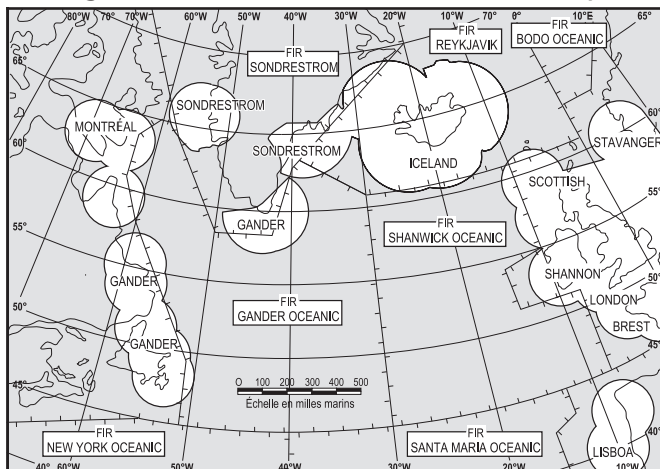 80°W 70°W 60°W 50°W 40°W 30°W 20°W 10°W 70° 0° 10°E 65°
65°
FIR
REYKJAVIK
FIR
BODO OCEANIC
FIR
SONDRESTROM
SONDRESTROM
MONTRÉAL
60°
60°
STAVANGER
SONDRESTROM
ICELAND
SCOTTISH
55°
55°
GANDER
FIR
SHANWICK OCEANIC
GANDER
SHANNON
50°
50°
FIR
GANDER OCEANIC
LONDON
BREST
GANDER
45°
45°
0 100 200 300 400 500
Échelle en milles marins
FIR
NEW YORK OCEANIC
FIR
SANTA MARIA OCEANIC
40°
LISBOA
40° 60°W 50°W 40°W 30°W 20°W 10°W